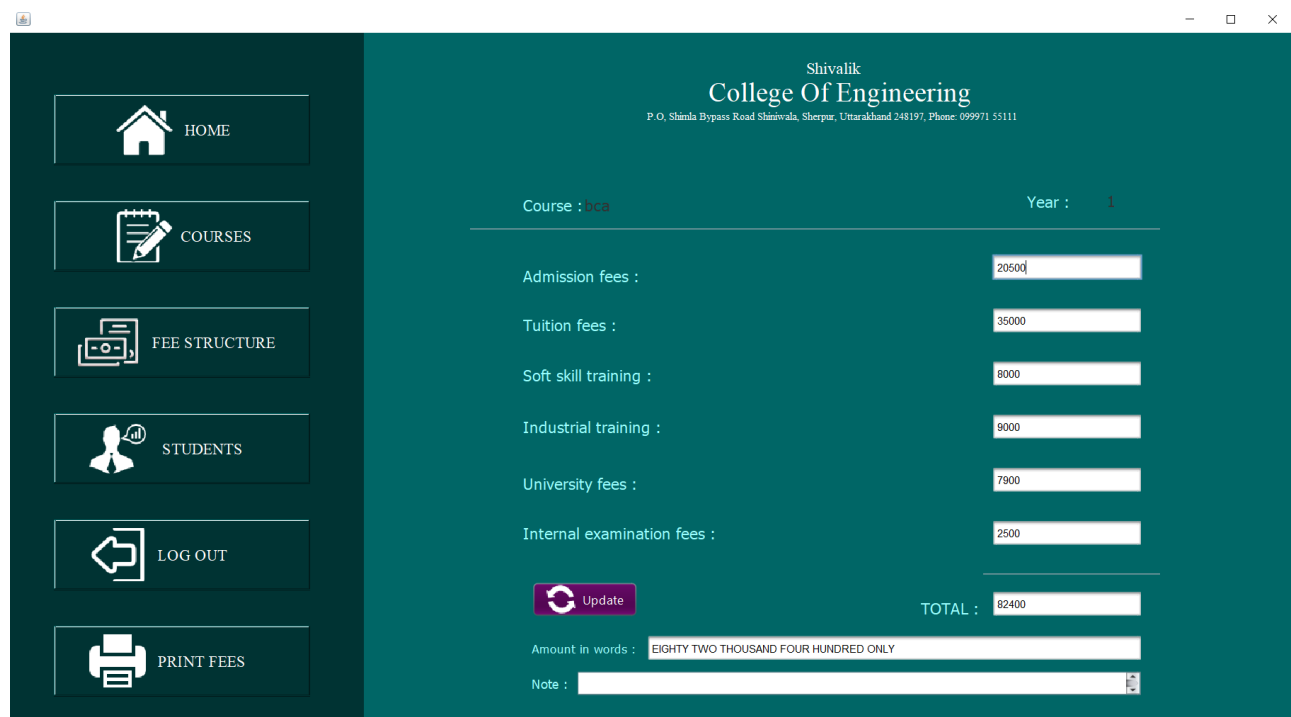 Shivalik
College Of Engineering
P.O, Shimla Bypass Road Shiniwala, Sherpur, Uttarakhand 248197, Phone: 099971 55111
HOME
COURSES
FEE STRUCTURE
STUDENTS
LOG OUT
PRINT FEES
Course : bca
Year : 1
Admission fees : 20500
Tuition fees : 35000
Soft skill training : 8000
Industrial training : 9000
University fees : 7900
Internal examination fees : 2500
Update
TOTAL : 82400
Amount in words : EIGHTY TWO THOUSAND FOUR HUNDRED ONLY
Note :